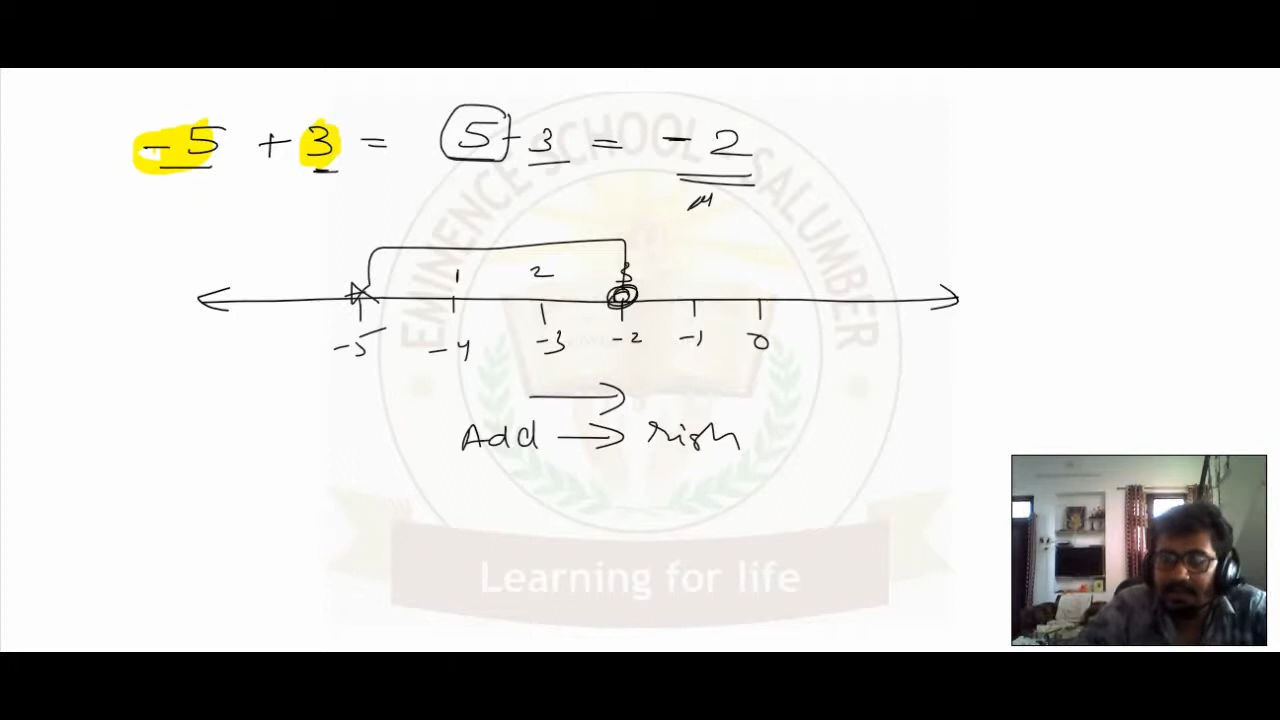 -5 + 3 = 5 - 3 = -2
1 2 3
-5 -4 -3 -2 -1 0
Add → righ
EMINENCE SCHOOL SALUMBER
Learning for life